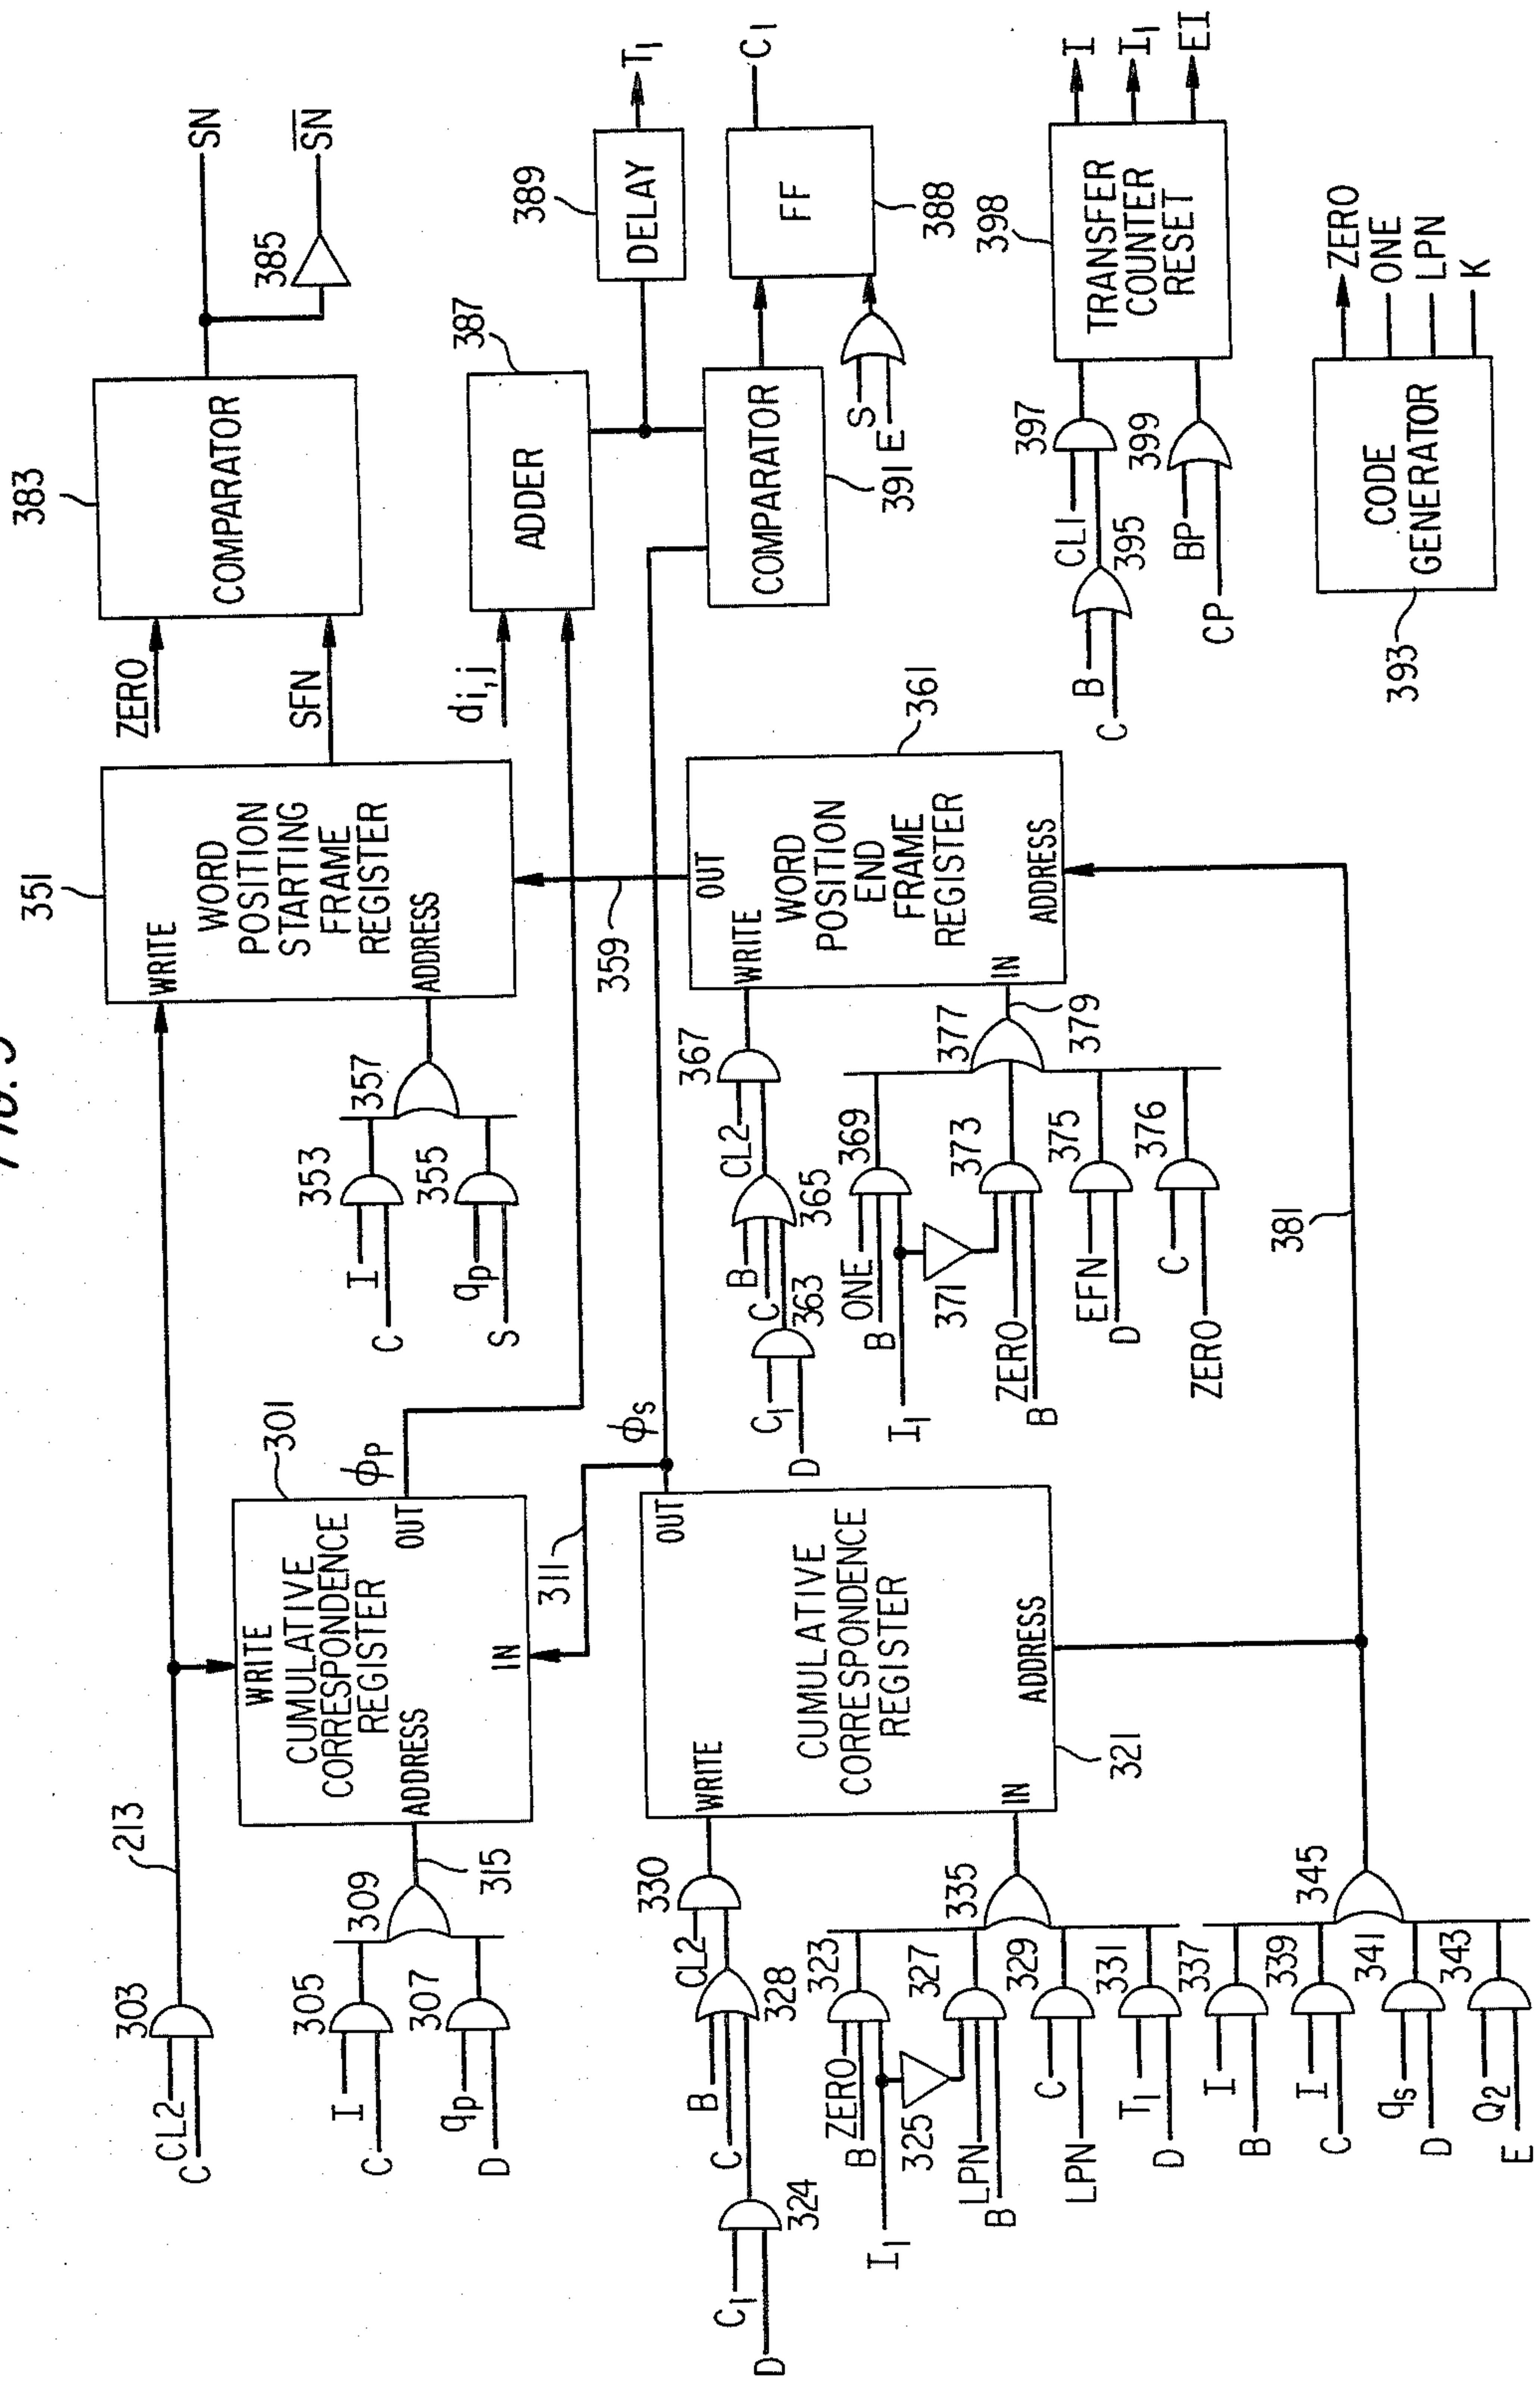 FIG. 3
383
ZERO
SFN
COMPARATOR
SN
SN
385
351
WRITE
WORD
POSITION
STARTING
FRAME
REGISTER
ADDRESS
387
di,j
ADDER
389
DELAY
T1
359
COMPARATOR
391
FF
388
C1
S
E
213
303
CL2
C
301
WRITE
CUMULATIVE
CORRESPONDENCE
REGISTER
ADDRESS
OUT
IN
ϕP
ϕS
311
315
309
305
I
C
307
qp
D
353
I
C
355
qp
S
357
321
WRITE
OUT
CUMULATIVE
CORRESPONDENCE
REGISTER
IN
ADDRESS
330
CL2
328
B
C
324
C1
D
335
323
ZERO
B
I1
325
327
LPN
B
329
C
LPN
331
T1
D
345
337
I
B
339
I
C
341
qs
D
343
Q2
E
381
361
OUT
WRITE
WORD
POSITION
END
FRAME
REGISTER
IN
ADDRESS
367
CL2
365
B
C
363
C1
D
377
379
369
ONE
B
I1
371
373
ZERO
B
375
EFN
D
376
C
ZERO
398
TRANSFER
COUNTER
RESET
I
I1
EI
397
CL1
395
B
C
399
BP
CP
393
CODE
GENERATOR
ZERO
ONE
LPN
K